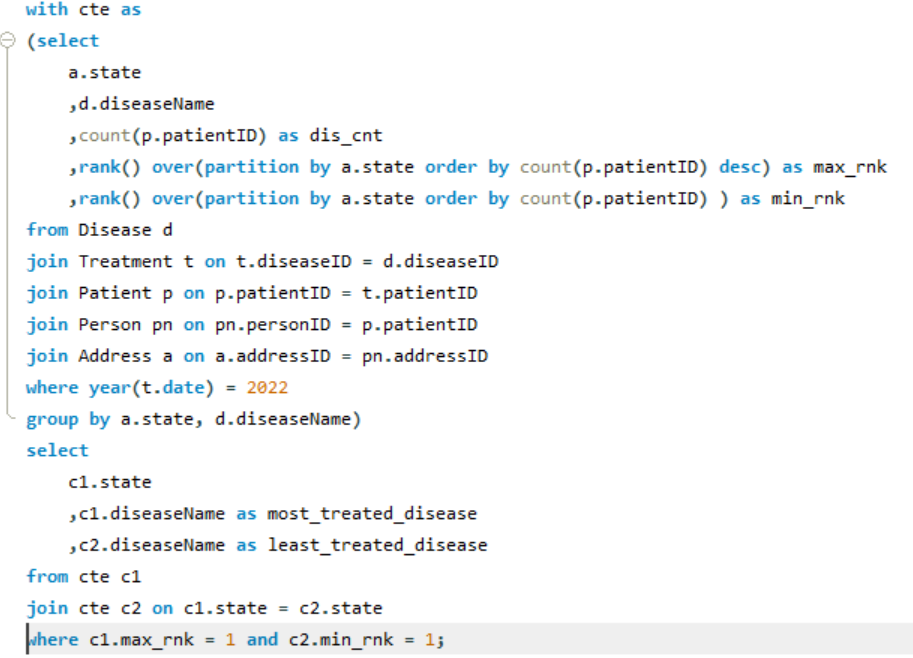 with cte as
(select
    a.state
    ,d.diseaseName
    ,count(p.patientID) as dis_cnt
    ,rank() over(partition by a.state order by count(p.patientID) desc) as max_rnk
    ,rank() over(partition by a.state order by count(p.patientID) ) as min_rnk
from Disease d
join Treatment t on t.diseaseID = d.diseaseID
join Patient p on p.patientID = t.patientID
join Person pn on pn.personID = p.patientID
join Address a on a.addressID = pn.addressID
where year(t.date) = 2022
group by a.state, d.diseaseName)
select
    c1.state
    ,c1.diseaseName as most_treated_disease
    ,c2.diseaseName as least_treated_disease
from cte c1
join cte c2 on c1.state = c2.state
where c1.max_rnk = 1 and c2.min_rnk = 1;